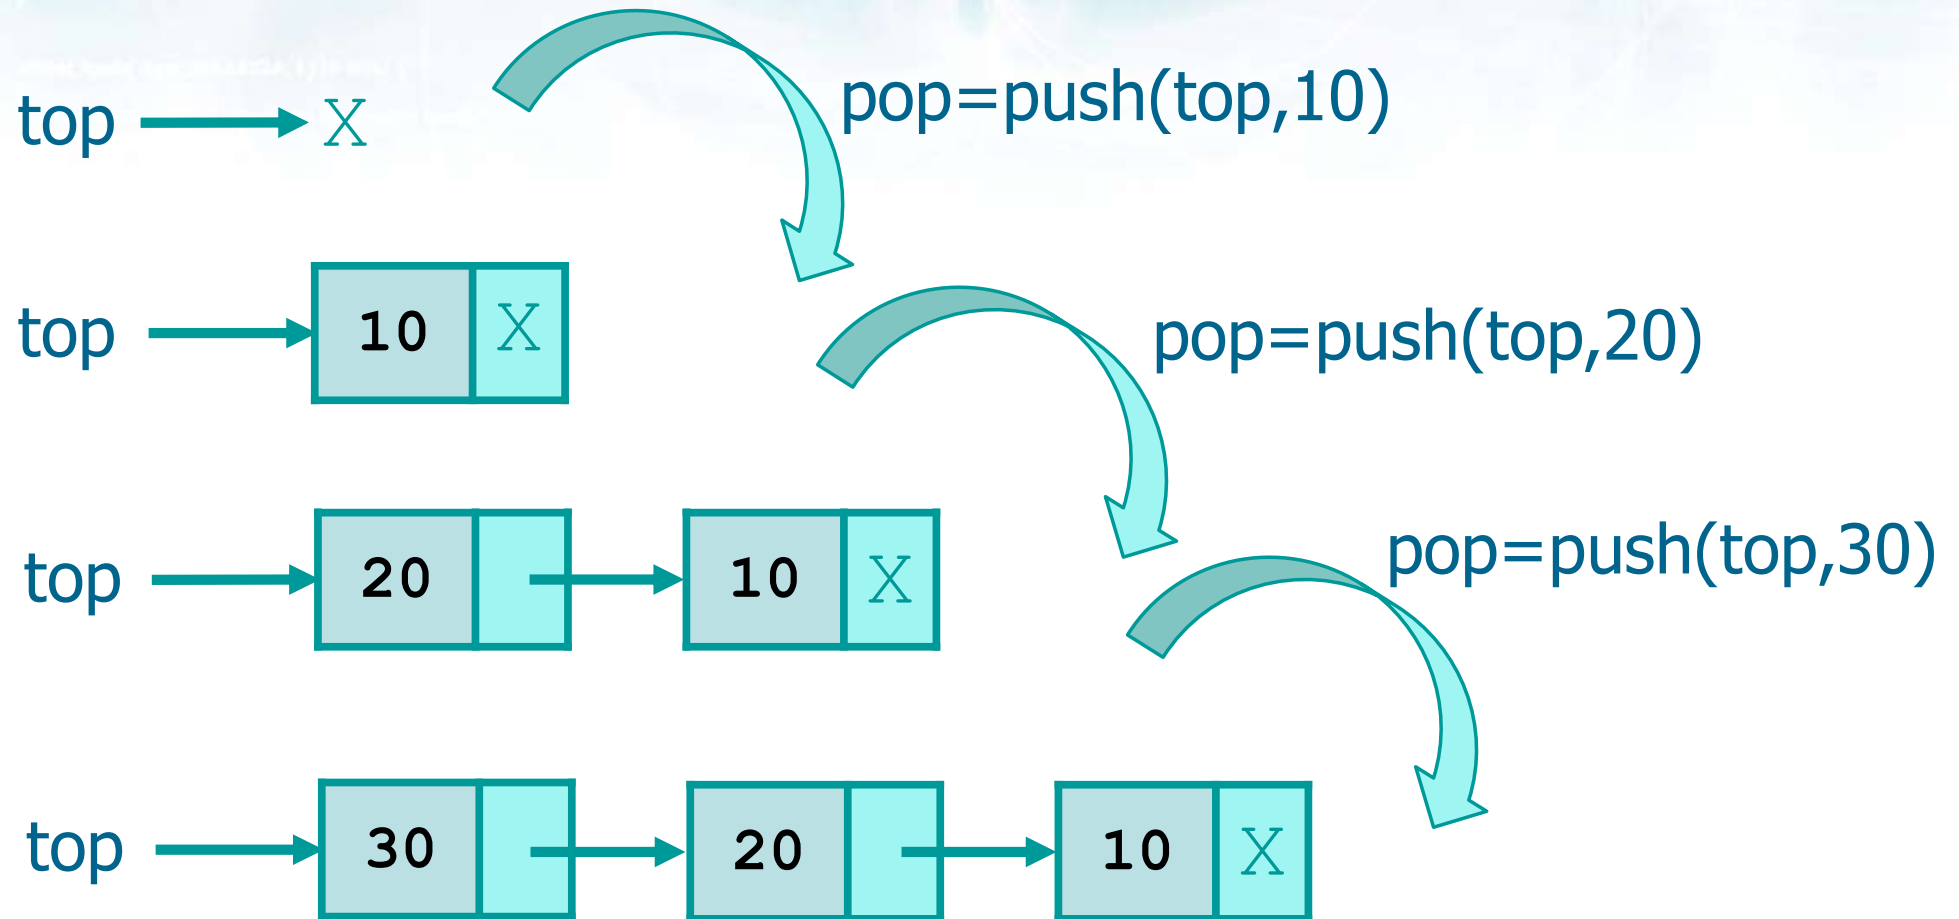 top X
pop=push(top,10)
top 10 X
pop=push(top,20)
top 20 10 X
pop=push(top,30)
top 30 20 10 X